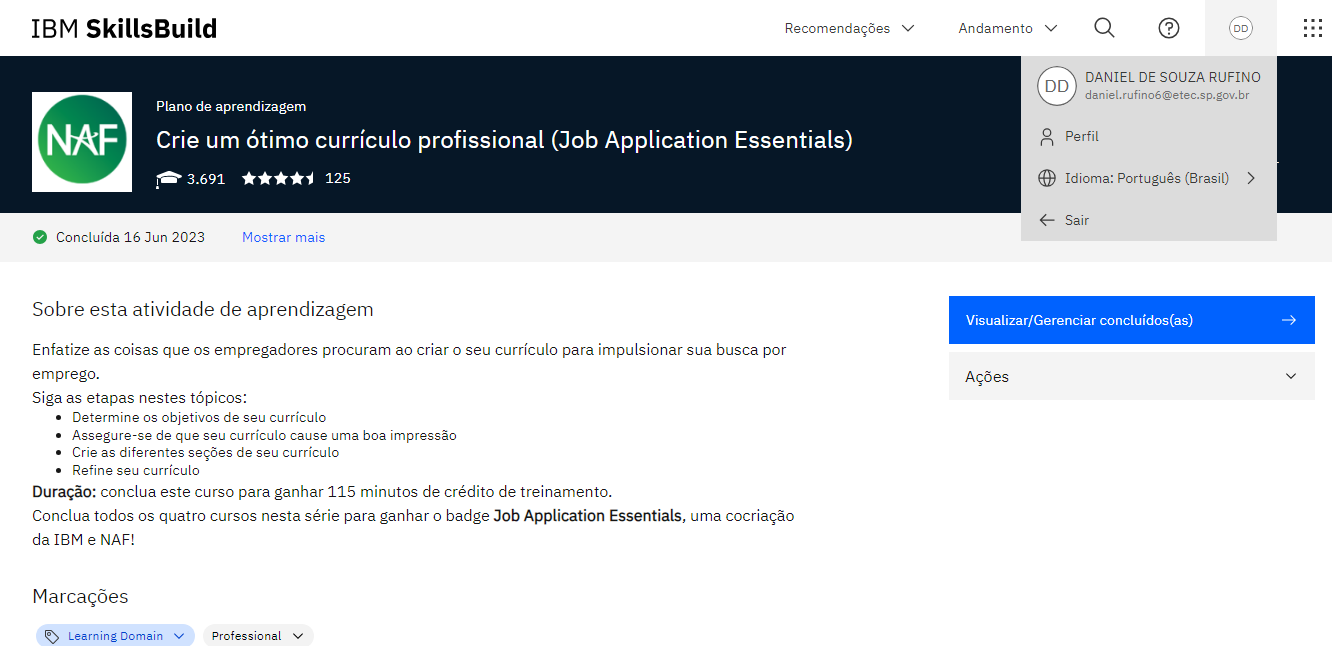 IBM SkillsBuild
Recomendações
Andamento
DD
DD
DANIEL DE SOUZA RUFINO
daniel.rufino6@etec.sp.gov.br
Perfil
Idioma: Português (Brasil)
Sair
NAF
Plano de aprendizagem
Crie um ótimo currículo profissional (Job Application Essentials)
3.691
125
Concluída 16 Jun 2023
Mostrar mais
Sobre esta atividade de aprendizagem
Enfatize as coisas que os empregadores procuram ao criar o seu currículo para impulsionar sua busca por
emprego.
Siga as etapas nestes tópicos:
• Determine os objetivos de seu currículo
• Assegure-se de que seu currículo cause uma boa impressão
• Crie as diferentes seções de seu currículo
• Refine seu currículo
Duração: conclua este curso para ganhar 115 minutos de crédito de treinamento.
Conclua todos os quatro cursos nesta série para ganhar o badge Job Application Essentials, uma cocriação
da IBM e NAF!
Visualizar/Gerenciar concluídos(as)
Ações
Marcações
Learning Domain
Professional